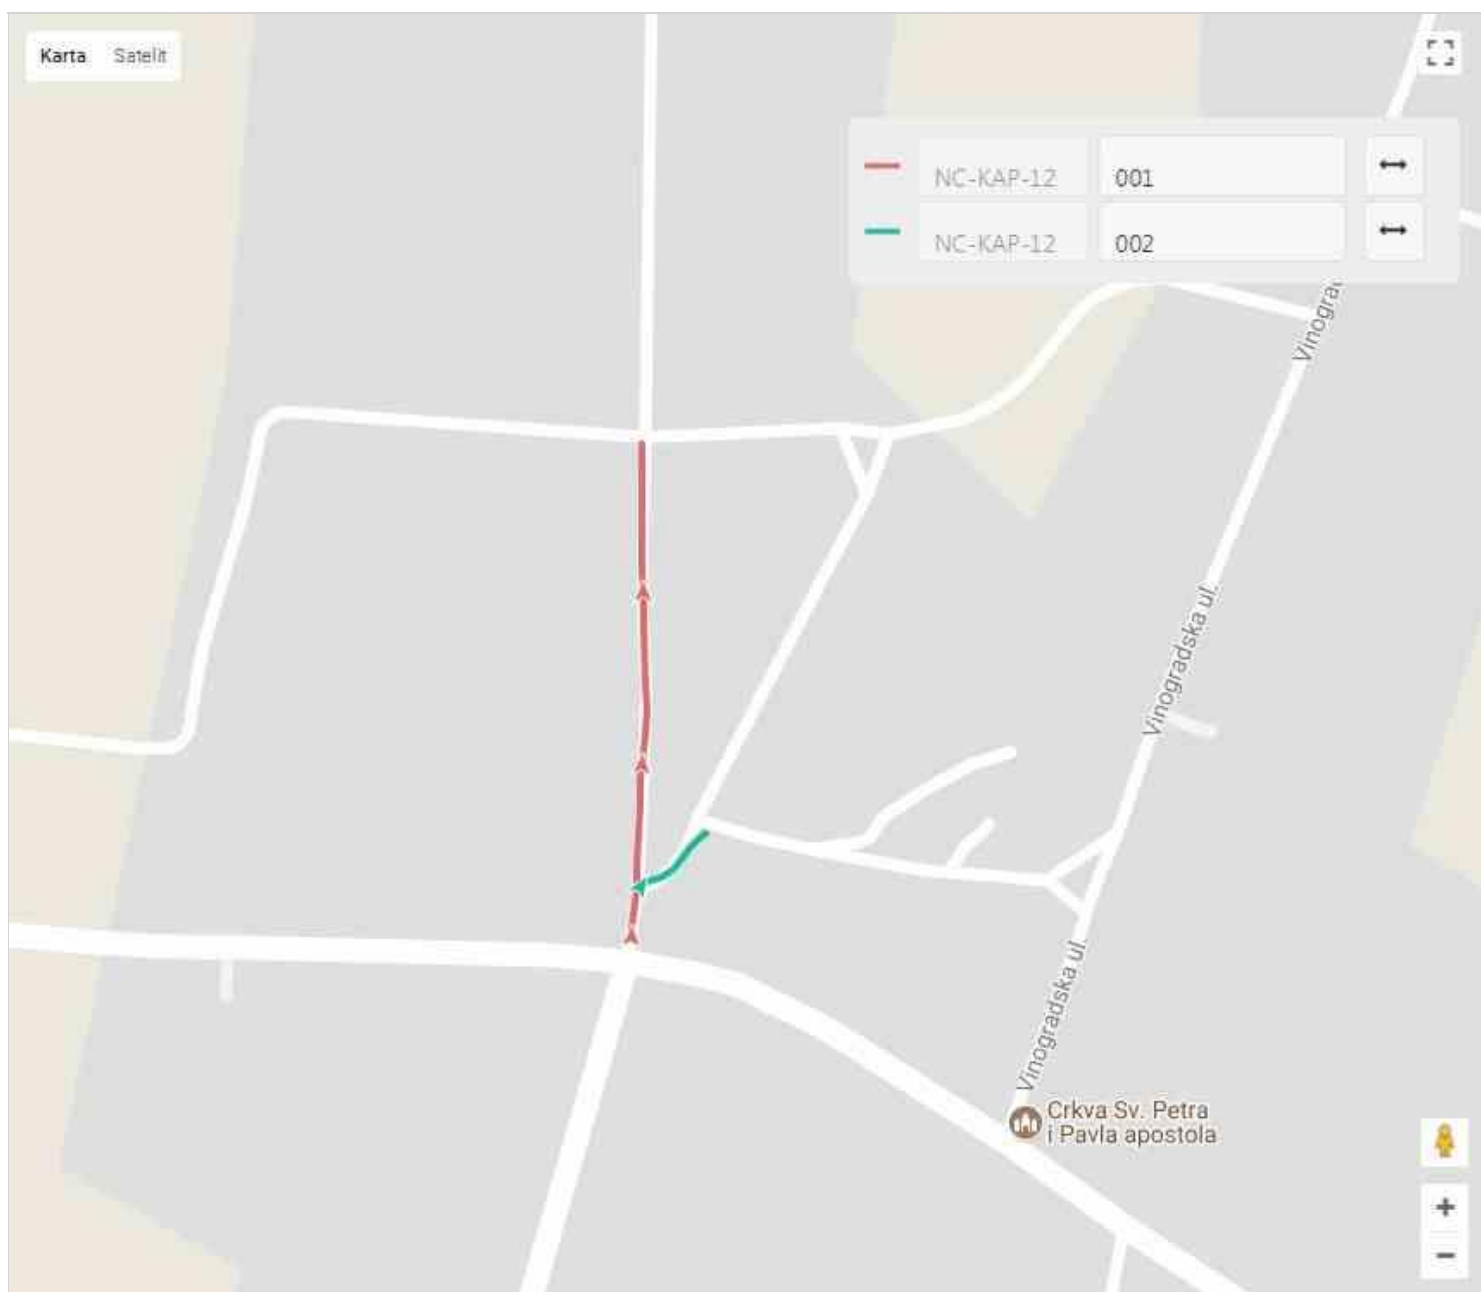 Karta Satelit
NC-KAP-12 001
NC-KAP-12 002
Vinograd
Vinogradska ul.
Vinogradska ul.
Crkva Sv. Petra
i Pavla apostola